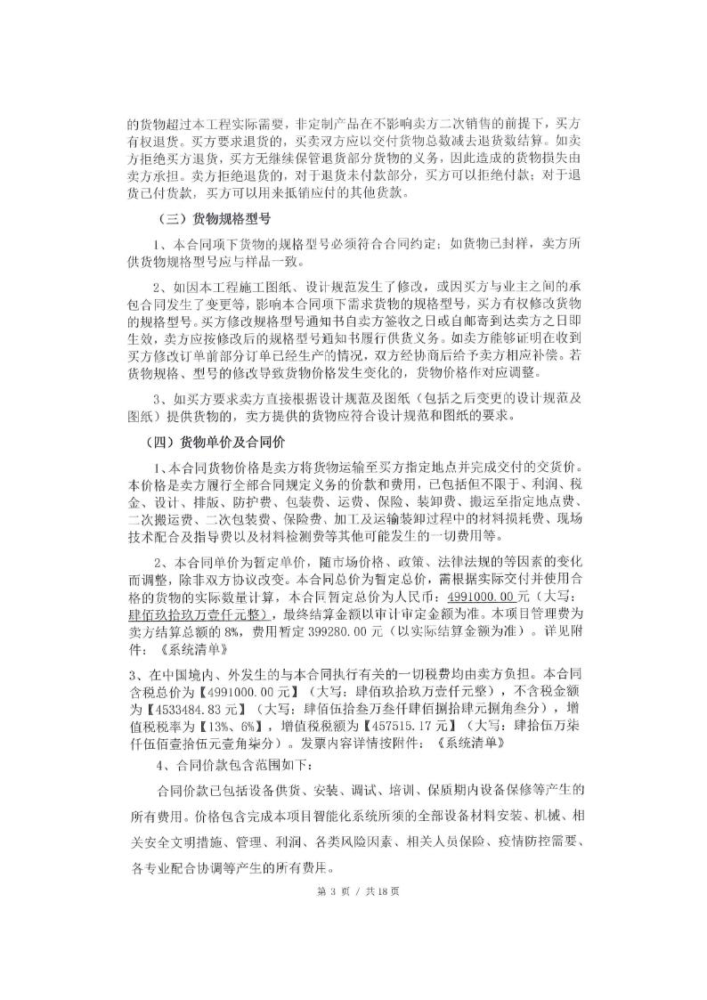 的货物超过本工程实际需要，非定制产品在不影响卖方二次销售的前提下，买方
有权退货。买方要求退货的，买卖双方应以交付货物总数减去退货数结算。如卖
方拒绝买方退货，买方无继续保管退货部分货物的义务，因此造成的货物损失由
卖方承担。卖方拒绝退货的，对于退货未付款部分，买方可以拒绝付款；对于退
货已付货款，买方可以用来抵销应付的其他货款。
（三）货物规格型号
1、本合同项下货物的规格型号必须符合合同约定；如货物已封样，卖方所
供货物规格型号应与样品一致。
2、如因本工程施工图纸、设计规范发生了修改，或因买方与业主之间的承
包合同发生了变更等，影响本合同项下需求货物的规格型号，买方有权修改货物
的规格型号。买方修改规格型号通知书自卖方签收之日或自邮寄到达卖方之日即
生效，卖方应按修改后的规格型号通知书履行供货义务。如卖方能够证明在收到
买方修改订单前部分订单已经生产的情况，双方经协商后给予卖方相应补偿。若
货物规格、型号的修改导致货物价格发生变化的，货物价格作对应调整。
3、如买方要求卖方直接根据设计规范及图纸（包括之后变更的设计规范及
图纸）提供货物的，卖方提供的货物应符合设计规范和图纸的要求。
（四）货物单价及合同价
1、本合同货物价格是卖方将货物运输至买方指定地点并完成交付的交货价。
本价格是卖方履行全部合同规定义务的价款和费用，已包括但不限于、利润、税
金、设计、排版、防护费、包装费、运费、保险、装卸费、搬运至指定地点费、
二次搬运费、二次包装费、保险费、加工及运输装卸过程中的材料损耗费、现场
技术配合及指导费以及材料检测费等其他可能发生的一切费用等。
2、本合同单价为暂定单价，随市场价格、政策、法律法规的等因素的变化
而调整，除非双方协议改变。本合同总价为暂定总价，需根据实际交付并使用合
格的货物的实际数量计算，本合同暂定总价为人民币：4991000.00 元（大写：
肆佰玖拾玖万壹仟元整），最终结算金额以审计审定金额为准。本项目管理费为
卖方结算总额的 8%，费用暂定 399280.00 元（以实际结算金额为准）。详见附
件：《系统清单》
3、在中国境内、外发生的与本合同执行有关的一切税费均由卖方负担。本合同
含税总价为【4991000.00 元】（大写：肆佰玖拾玖万壹仟元整），不含税金额
为【4533484.83 元】（大写：肆佰伍拾叁万叁仟肆佰捌拾肆元捌角叁分），增
值税税率为【13%、6%】，增值税税额为【457515.17 元】（大写：肆拾伍万柒
仟伍佰壹拾伍元壹角柒分）。发票内容详情按附件：《系统清单》
4、合同价款包含范围如下：
合同价款已包括设备供货、安装、调试、培训、保质期内设备保修等产生的
所有费用。价格包含完成本项目智能化系统所须的全部设备材料安装、机械、相
关安全文明措施、管理、利润、各类风险因素、相关人员保险、疫情防控需要、
各专业配合协调等产生的所有费用。
第 3 页 / 共 18 页